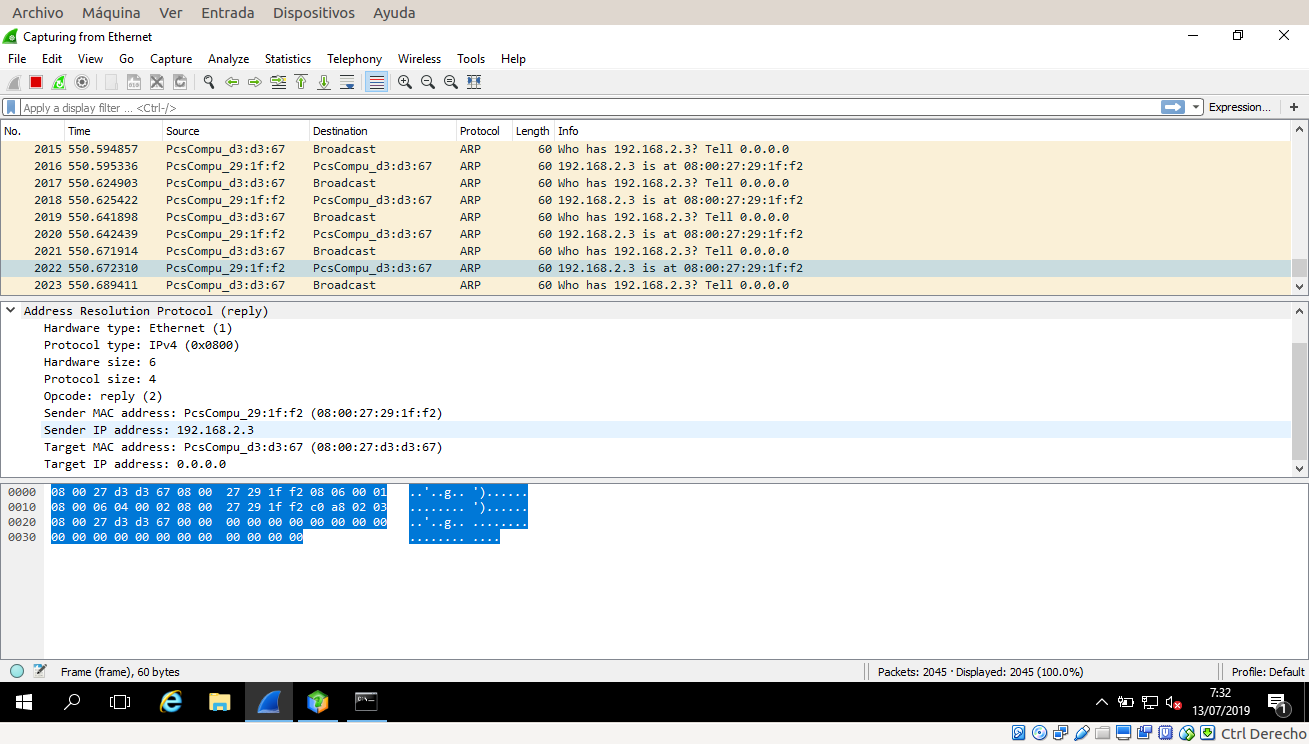 Archivo Máquina Ver Entrada Dispositivos Ayuda
Capturing from Ethernet
File Edit View Go Capture Analyze Statistics Telephony Wireless Tools Help
Apply a display filter ... <Ctrl-/> Expression... +
No. Time Source Destination Protocol Length Info
2015 550.594857 PcsCompu_d3:d3:67 Broadcast ARP 60 Who has 192.168.2.3? Tell 0.0.0.0
2016 550.595336 PcsCompu_29:1f:f2 PcsCompu_d3:d3:67 ARP 60 192.168.2.3 is at 08:00:27:29:1f:f2
2017 550.624903 PcsCompu_d3:d3:67 Broadcast ARP 60 Who has 192.168.2.3? Tell 0.0.0.0
2018 550.625422 PcsCompu_29:1f:f2 PcsCompu_d3:d3:67 ARP 60 192.168.2.3 is at 08:00:27:29:1f:f2
2019 550.641898 PcsCompu_d3:d3:67 Broadcast ARP 60 Who has 192.168.2.3? Tell 0.0.0.0
2020 550.642439 PcsCompu_29:1f:f2 PcsCompu_d3:d3:67 ARP 60 192.168.2.3 is at 08:00:27:29:1f:f2
2021 550.671914 PcsCompu_d3:d3:67 Broadcast ARP 60 Who has 192.168.2.3? Tell 0.0.0.0
2022 550.672310 PcsCompu_29:1f:f2 PcsCompu_d3:d3:67 ARP 60 192.168.2.3 is at 08:00:27:29:1f:f2
2023 550.689411 PcsCompu_d3:d3:67 Broadcast ARP 60 Who has 192.168.2.3? Tell 0.0.0.0
Address Resolution Protocol (reply)
Hardware type: Ethernet (1)
Protocol type: IPv4 (0x0800)
Hardware size: 6
Protocol size: 4
Opcode: reply (2)
Sender MAC address: PcsCompu_29:1f:f2 (08:00:27:29:1f:f2)
Sender IP address: 192.168.2.3
Target MAC address: PcsCompu_d3:d3:67 (08:00:27:d3:d3:67)
Target IP address: 0.0.0.0
0000 08 00 27 d3 d3 67 08 00 27 29 1f f2 08 06 00 01 ..'..g.. ')......
0010 08 00 06 04 00 02 08 00 27 29 1f f2 c0 a8 02 03 ........ ')......
0020 08 00 27 d3 d3 67 00 00 00 00 00 00 00 00 00 00 ..'..g.. ........
0030 00 00 00 00 00 00 00 00 00 00 00 00 ........ ....
Frame (frame), 60 bytes Packets: 2045 · Displayed: 2045 (100.0%) Profile: Default
7:32
13/07/2019
1
Ctrl Derecho